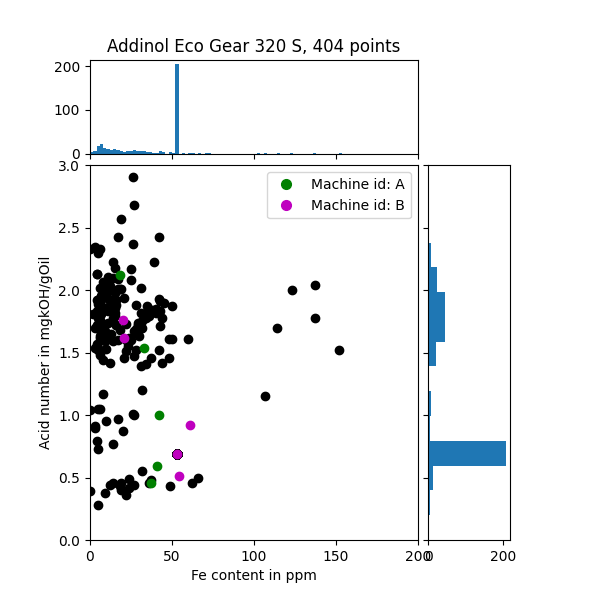 Addinol Eco Gear 320 S, 404 points
200
100
0
3.0
2.5
2.0
1.5
1.0
0.5
0.0
Acid number in mgkOH/gOil
Machine id: A
Machine id: B
0 50 100 150 200
0 200
Fe content in ppm